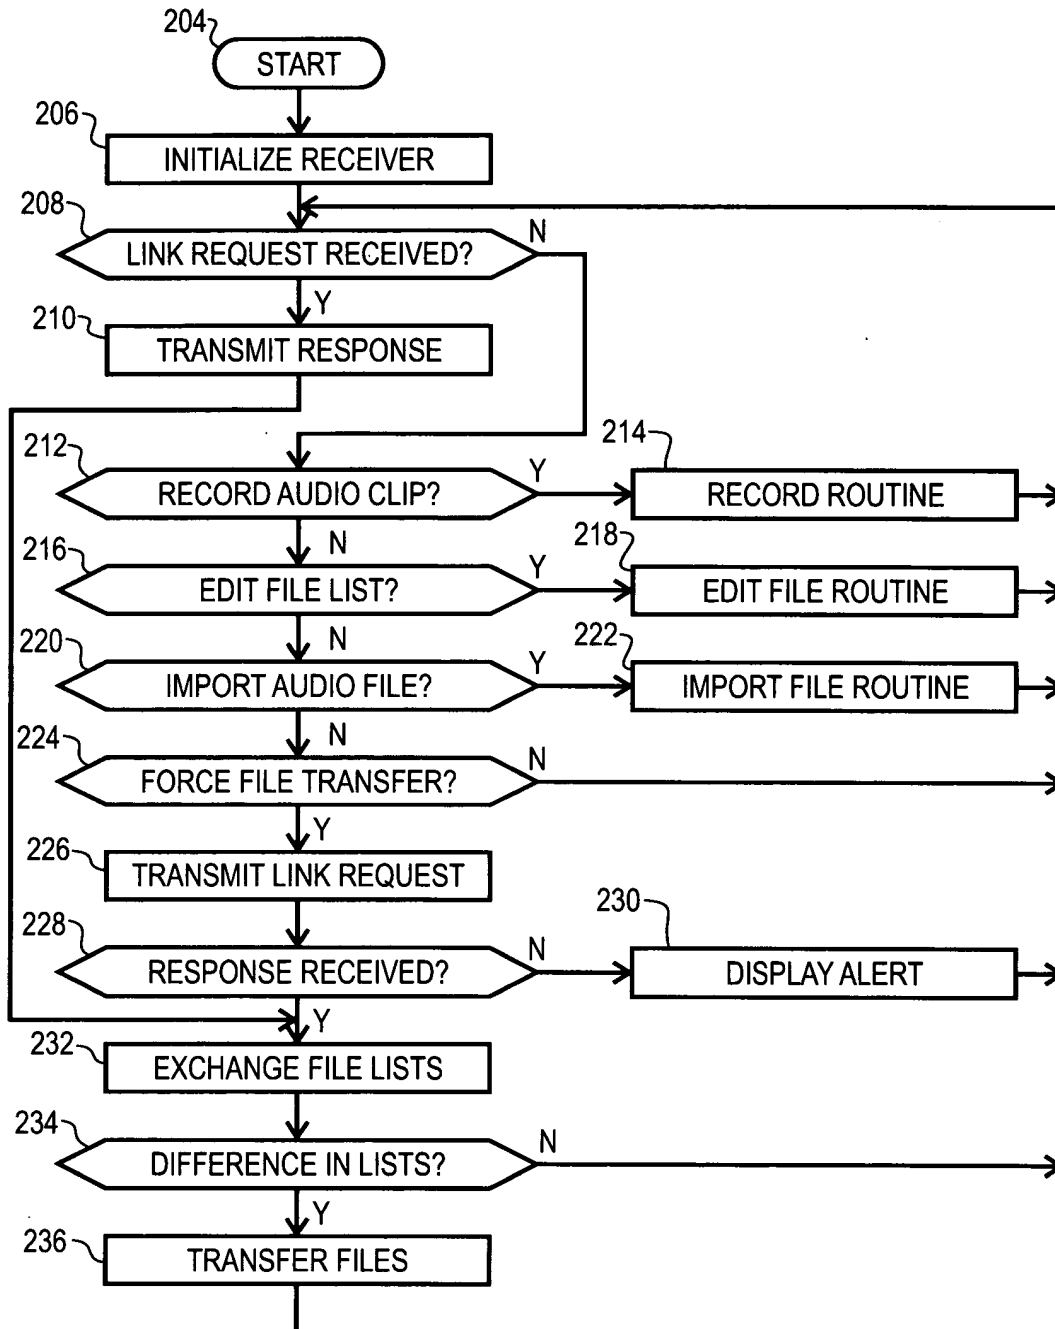 204
START
206
INITIALIZE RECEIVER
208
LINK REQUEST RECEIVED?
N
Y
210
TRANSMIT RESPONSE
212
RECORD AUDIO CLIP?
Y
214
RECORD ROUTINE
N
216
EDIT FILE LIST?
Y
218
EDIT FILE ROUTINE
N
220
IMPORT AUDIO FILE?
Y
222
IMPORT FILE ROUTINE
N
224
FORCE FILE TRANSFER?
N
Y
226
TRANSMIT LINK REQUEST
228
RESPONSE RECEIVED?
N
230
DISPLAY ALERT
Y
232
EXCHANGE FILE LISTS
234
DIFFERENCE IN LISTS?
N
Y
236
TRANSFER FILES